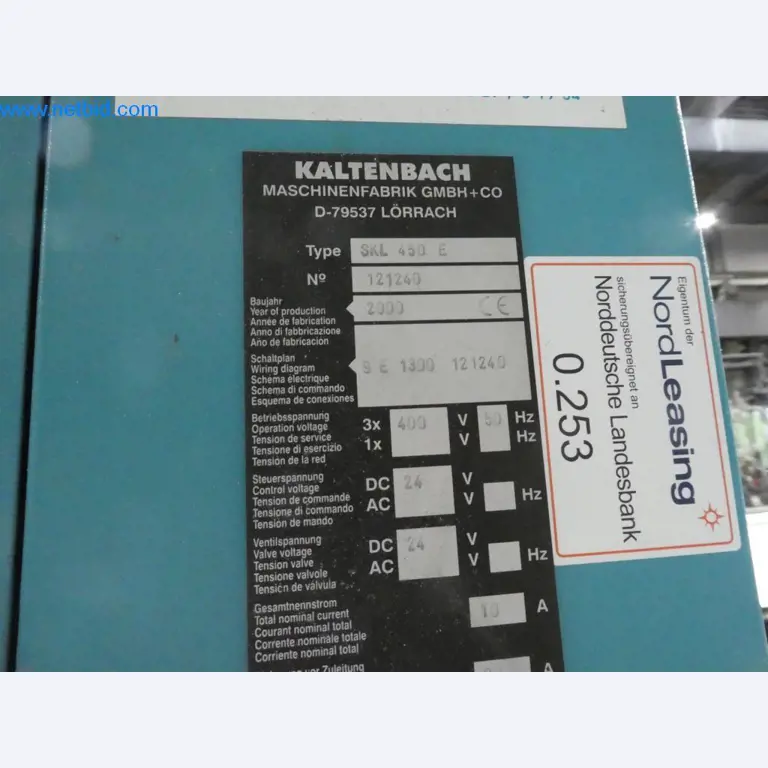 www.netbid.com
KALTENBACH
MASCHINENFABRIK GMBH+CO
D-79537 LÖRRACH
Type SKL 450 E
Nº 121240
Baujahr
Year of production 2000 CE
Année de fabrication
Anno di fabbricazione
Año de fabricación
Schaltplan
Wiring diagram 1300 121240
Schema électrique
Schema di commando
Esquema de conexiones
Betriebsspannung
Operation voltage 3x 400 V 50 Hz
Tension de service 1x V Hz
Tensione di esercizio
Tensión de la red
Steuerspannung
Control voltage DC 24 V
Tension de commande AC V Hz
Tensione di commando
Tensión de mando
Ventilspannung
Valve voltage DC 24 V
Tension valve AC V Hz
Tensione valvole
Tensión de válvula
Gesamtnennstrom
Total nominal current A
Courant nominal total
Corrente nominale totale
Corriente nominal total
Zuleitung A
Eigentum der
NordLeasing
sicherungsübereignet an
Norddeutsche Landesbank
0.253